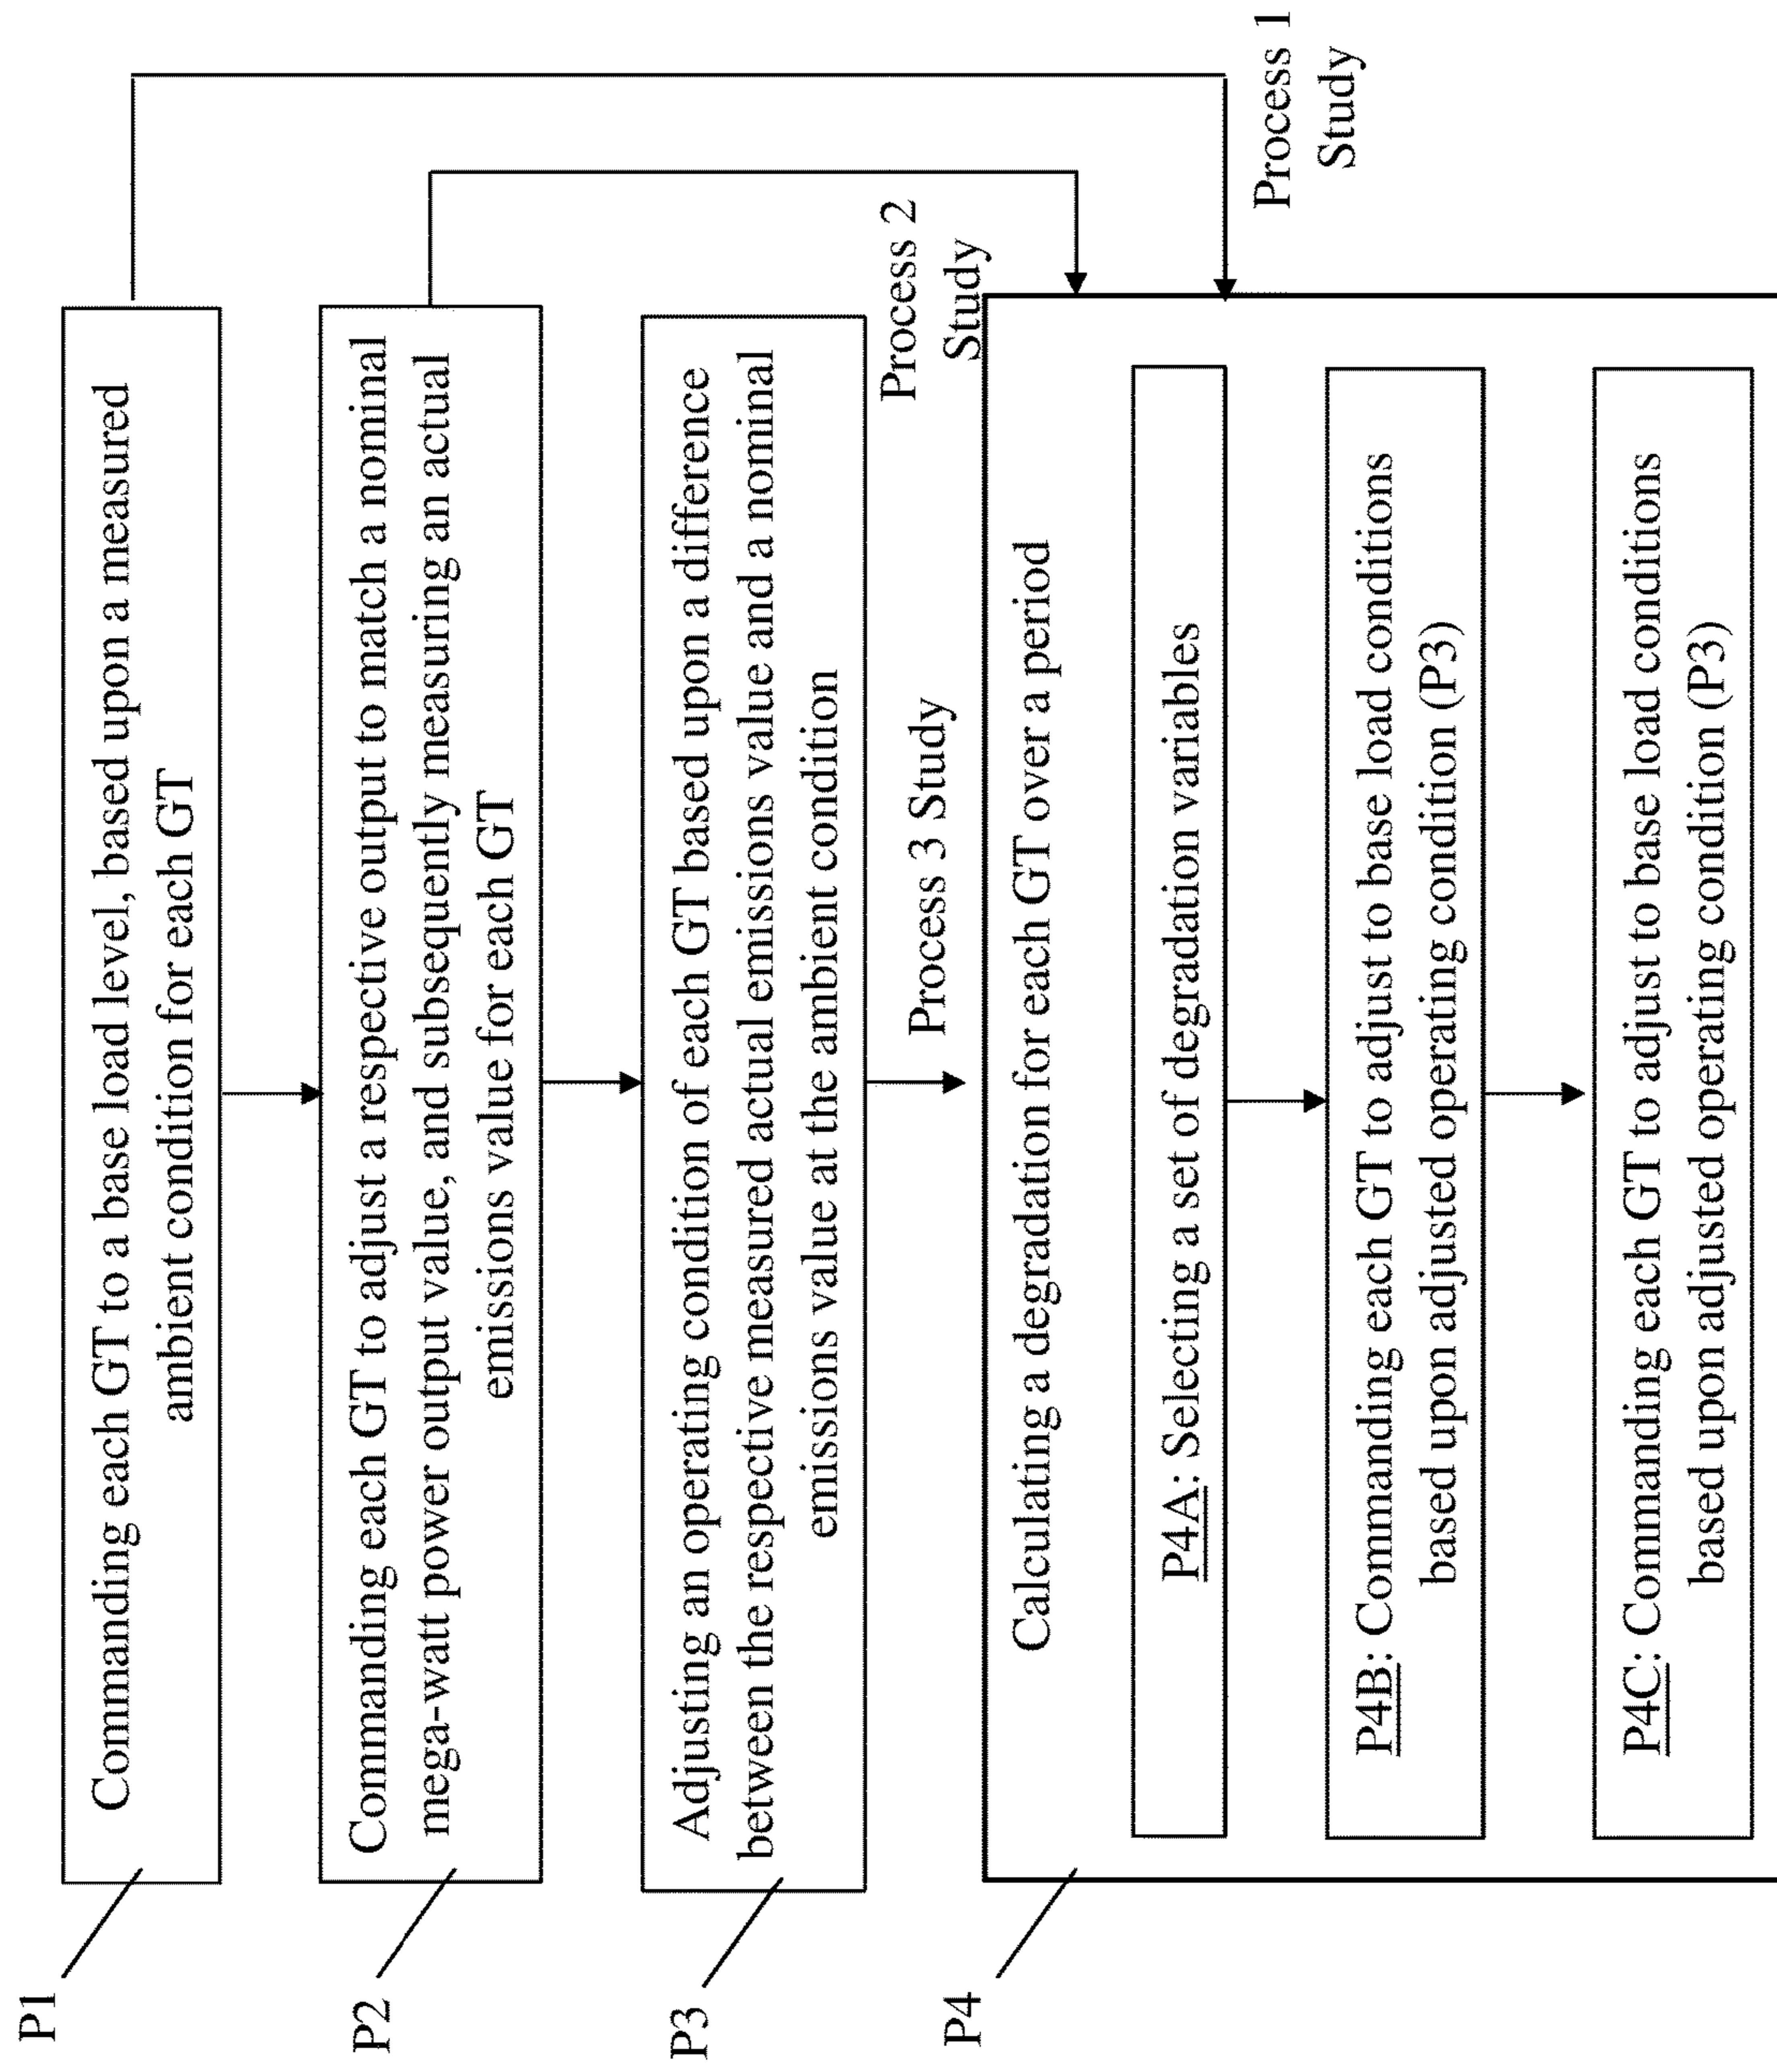 P1
Commanding each GT to a base load level, based upon a measured
ambient condition for each GT
P2
Commanding each GT to adjust a respective output to match a nominal
mega-watt power output value, and subsequently measuring an actual
emissions value for each GT
P3
Adjusting an operating condition of each GT based upon a difference
between the respective measured actual emissions value and a nominal
emissions value at the ambient condition
Process 2
Study
Process 3 Study
Process 1
Study
P4
Calculating a degradation for each GT over a period
P4A: Selecting a set of degradation variables
P4B: Commanding each GT to adjust to base load conditions
based upon adjusted operating condition (P3)
P4C: Commanding each GT to adjust to base load conditions
based upon adjusted operating condition (P3)